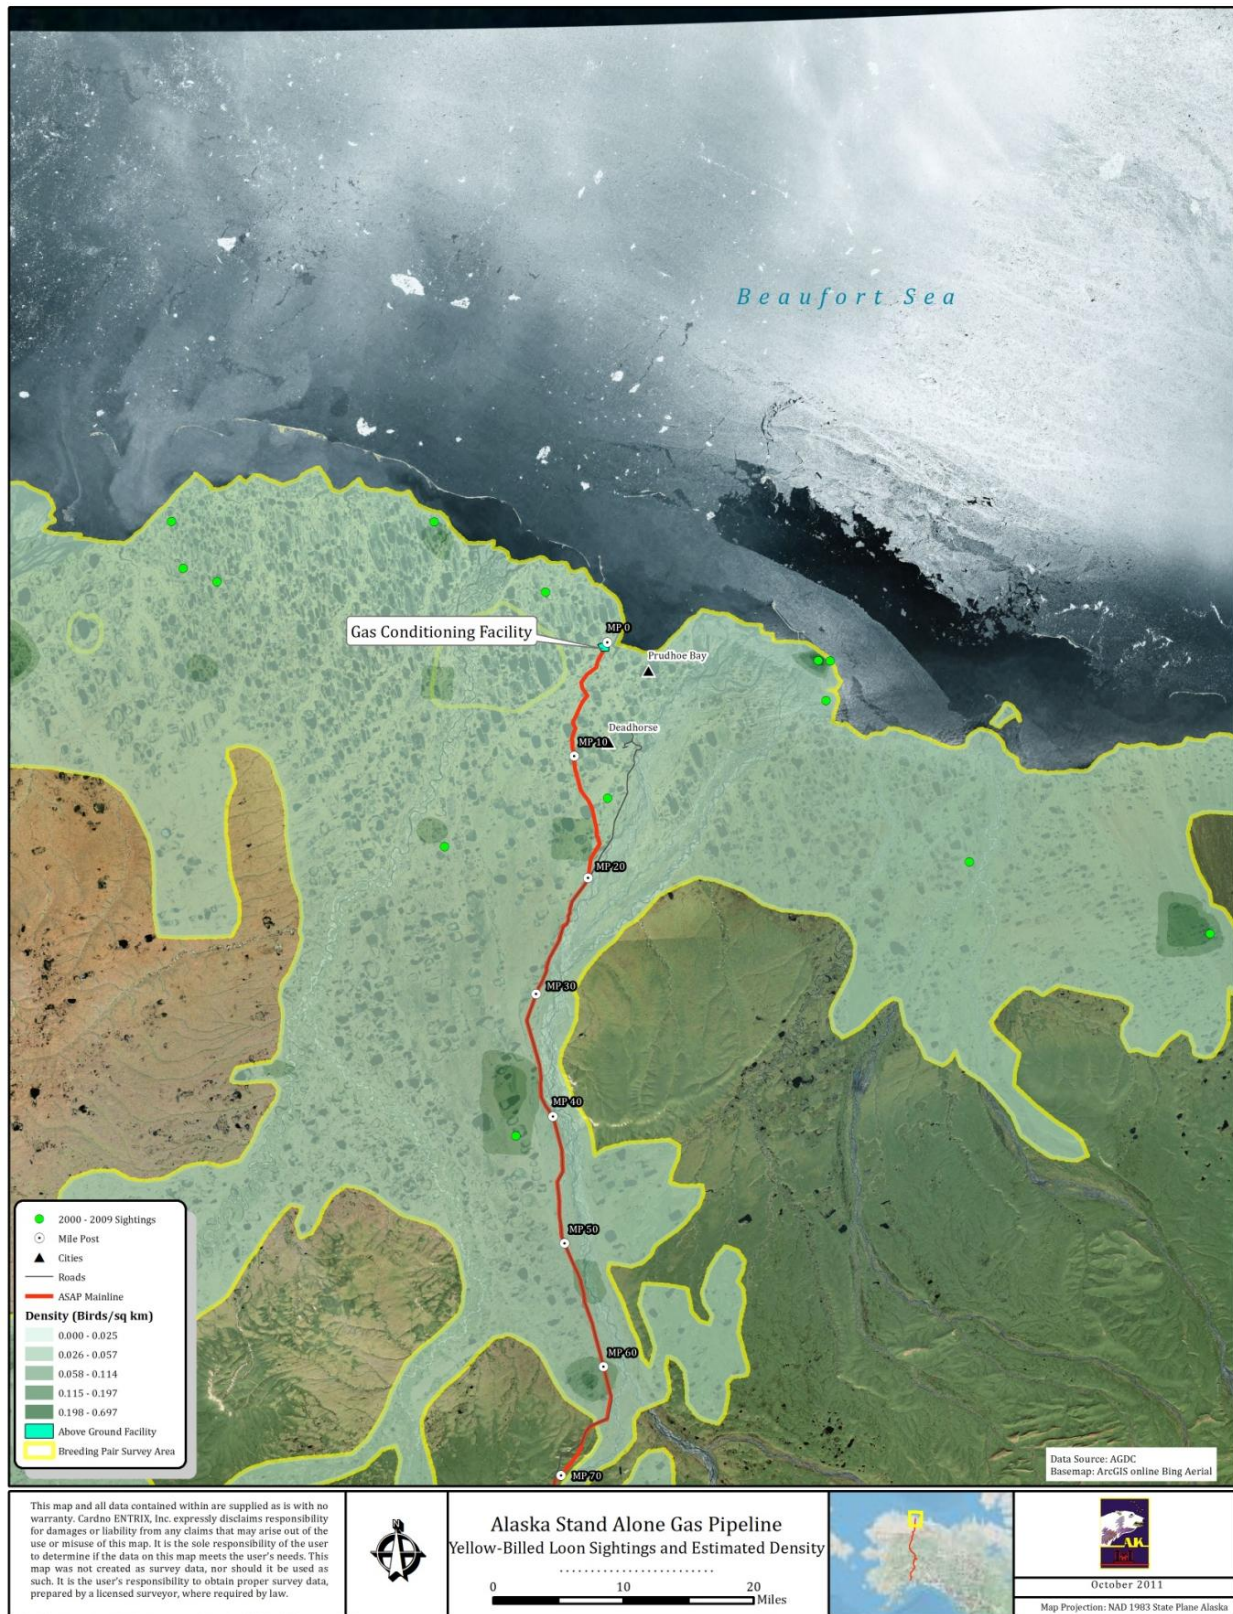 Beaufort Sea
Gas Conditioning Facility
MP 0
Prudhoe Bay
Deadhorse
MP 10
MP 20
MP 30
MP 40
MP 50
MP 60
MP 70
2000 - 2009 Sightings
Mile Post
Cities
Roads
ASAP Mainline
Density (Birds/sq km)
0.000 - 0.025
0.026 - 0.057
0.058 - 0.114
0.115 - 0.197
0.198 - 0.697
Above Ground Facility
Breeding Pair Survey Area
Data Source: AGDC
Basemap: ArcGIS online Bing Aerial
This map and all data contained within are supplied as is with no
warranty. Cardno ENTRIX, Inc. expressly disclaims responsibility
for damages or liability from any claims that may arise out of the
use or misuse of this map. It is the sole responsibility of the user
to determine if the data on this map meets the user's needs. This
map was not created as survey data, nor should it be used as
such. It is the user's responsibility to obtain proper survey data,
prepared by a licensed surveyor, where required by law.
N
Alaska Stand Alone Gas Pipeline
Yellow-Billed Loon Sightings and Estimated Density
0 10 20
Miles
AK
October 2011
Map Projection: NAD 1983 State Plane Alaska